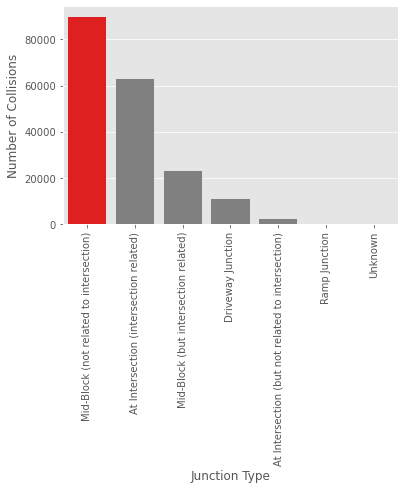 Number of Collisions
80000
60000
40000
20000
0
Mid-Block (not related to intersection)
At Intersection (intersection related)
Mid-Block (but intersection related)
Driveway Junction
At Intersection (but not related to intersection)
Ramp Junction
Unknown
Junction Type